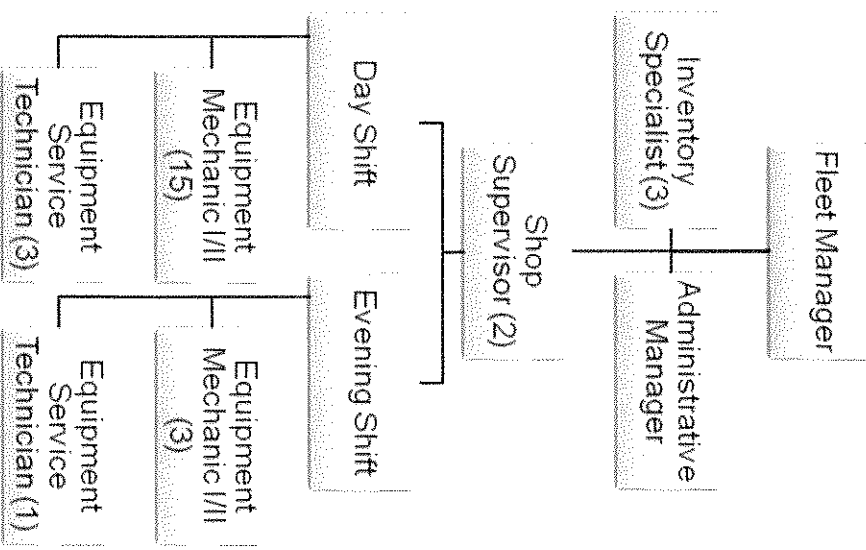 Fleet Manager
Inventory
Specialist (3)
Administrative
Manager
Shop
Supervisor (2)
Day Shift
Evening Shift
Equipment
Mechanic I/II
(15)
Equipment
Mechanic I/II
(3)
Equipment
Service
Technician (3)
Equipment
Service
Technician (1)